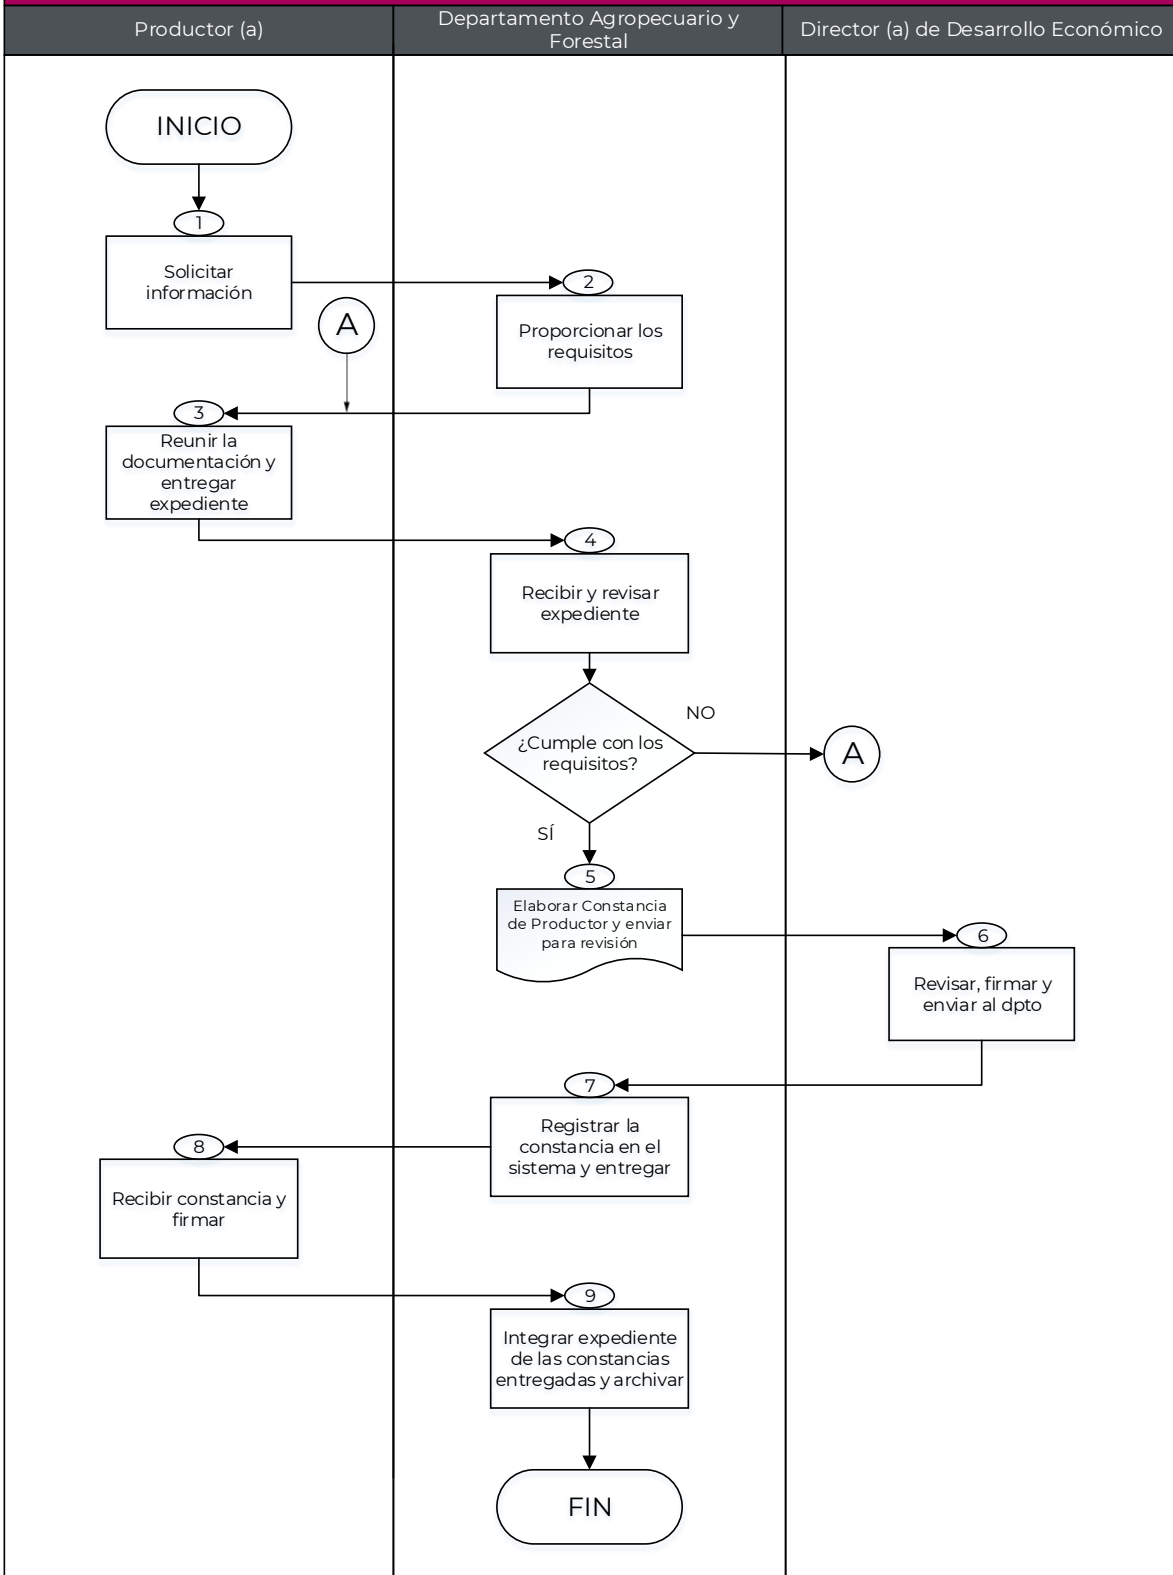 Productor (a)
Departamento Agropecuario y
Forestal
Director (a) de Desarrollo Económico
INICIO
1
Solicitar
información
2
Proporcionar los
requisitos
A
3
Reunir la
documentación y
entregar
expediente
4
Recibir y revisar
expediente
¿Cumple con los
requisitos?
NO
A
SÍ
5
Elaborar Constancia
de Productor y enviar
para revisión
6
Revisar, firmar y
enviar al dpto
7
Registrar la
constancia en el
sistema y entregar
8
Recibir constancia y
firmar
9
Integrar expediente
de las constancias
entregadas y archivar
FIN